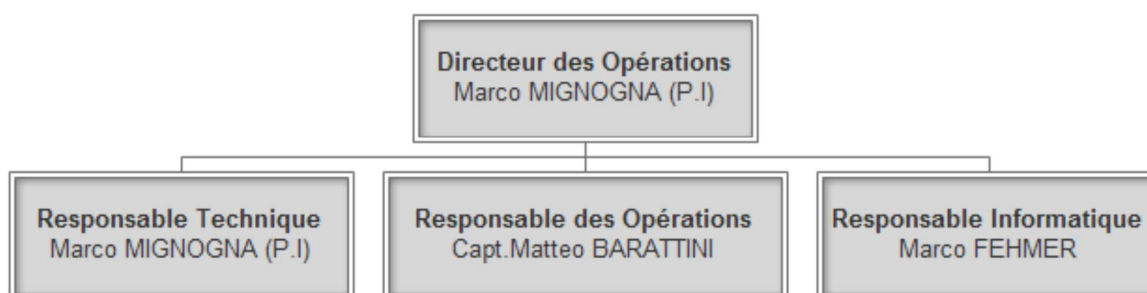 Directeur des Opérations
Marco MIGNOGNA (P.I)
Responsable Technique
Marco MIGNOGNA (P.I)
Responsable des Opérations
Capt.Matteo BARATTINI
Responsable Informatique
Marco FEHMER